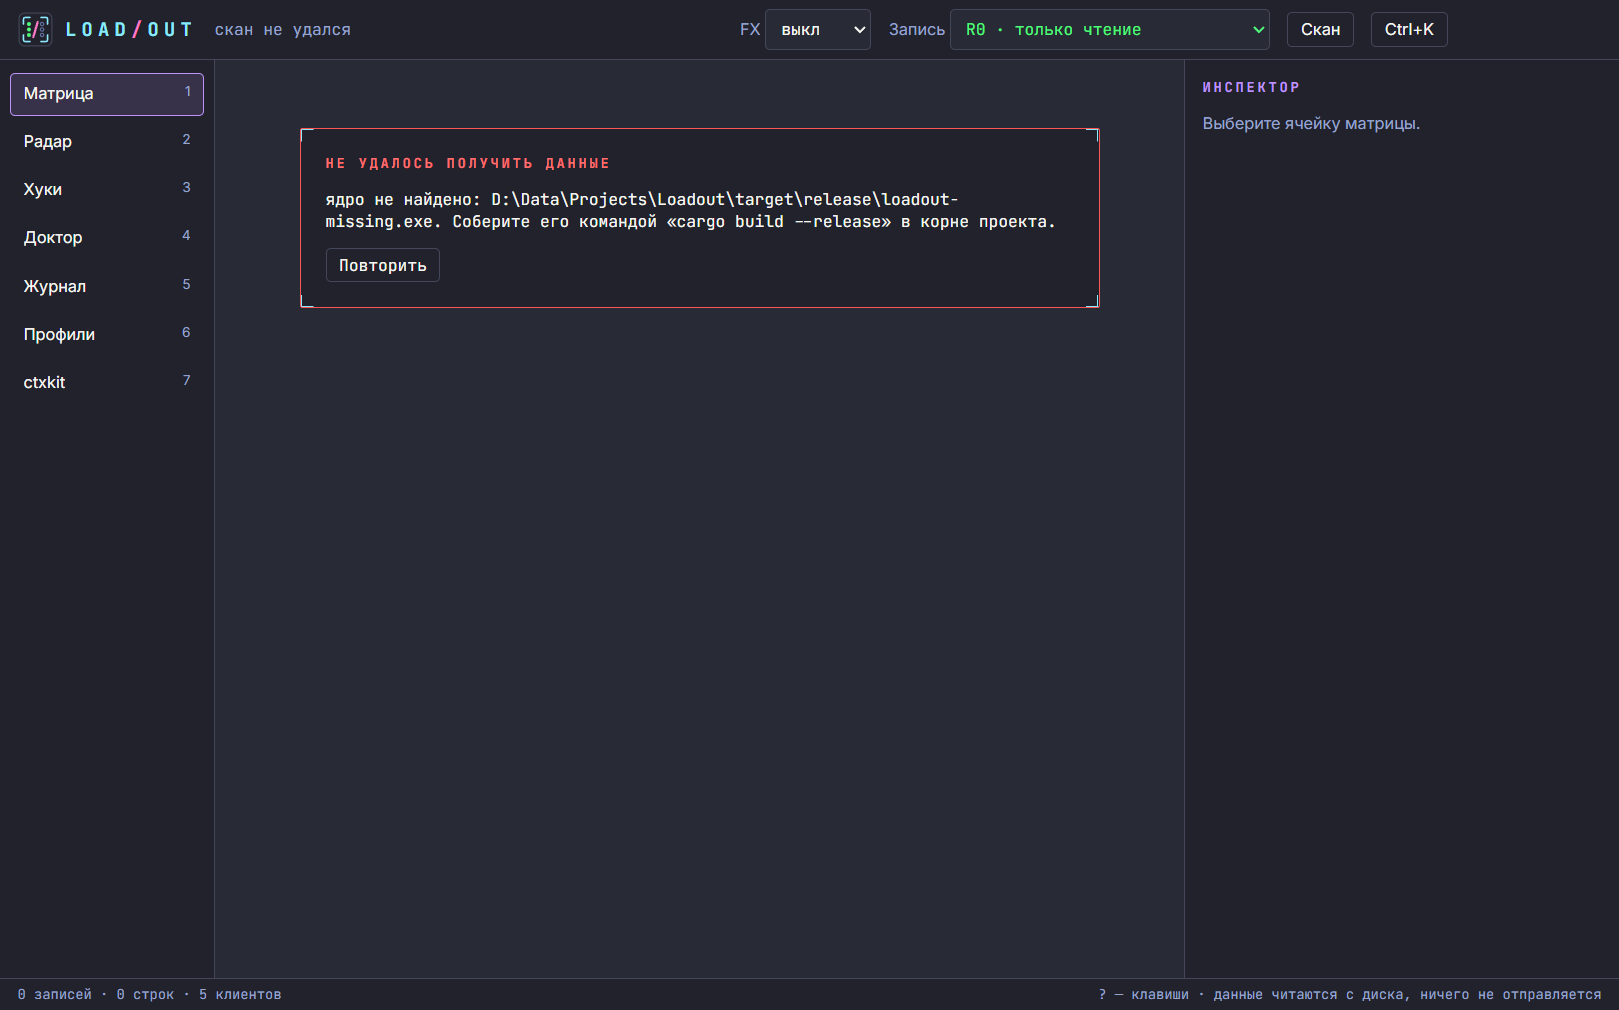 LOAD/OUT скан не удался FX выкл Запись R0 · только чтение Скан Ctrl+K
Матрица 1
Радар 2
Хуки 3
Доктор 4
Журнал 5
Профили 6
ctxkit 7
НЕ УДАЛОСЬ ПОЛУЧИТЬ ДАННЫЕ
ядро не найдено: D:\Data\Projects\Loadout\target\release\loadout-
missing.exe. Соберите его командой «cargo build --release» в корне проекта.
Повторить
ИНСПЕКТОР
Выберите ячейку матрицы.
0 записей · 0 строк · 5 клиентов
? — клавиши · данные читаются с диска, ничего не отправляется